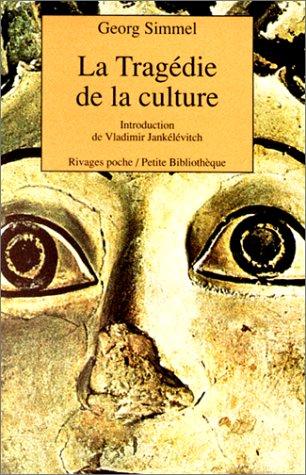 Georg Simmel
La Tragédie
de la culture
Introduction
de Vladimir Jankélévitch
Rivages poche / Petite Bibliothèque